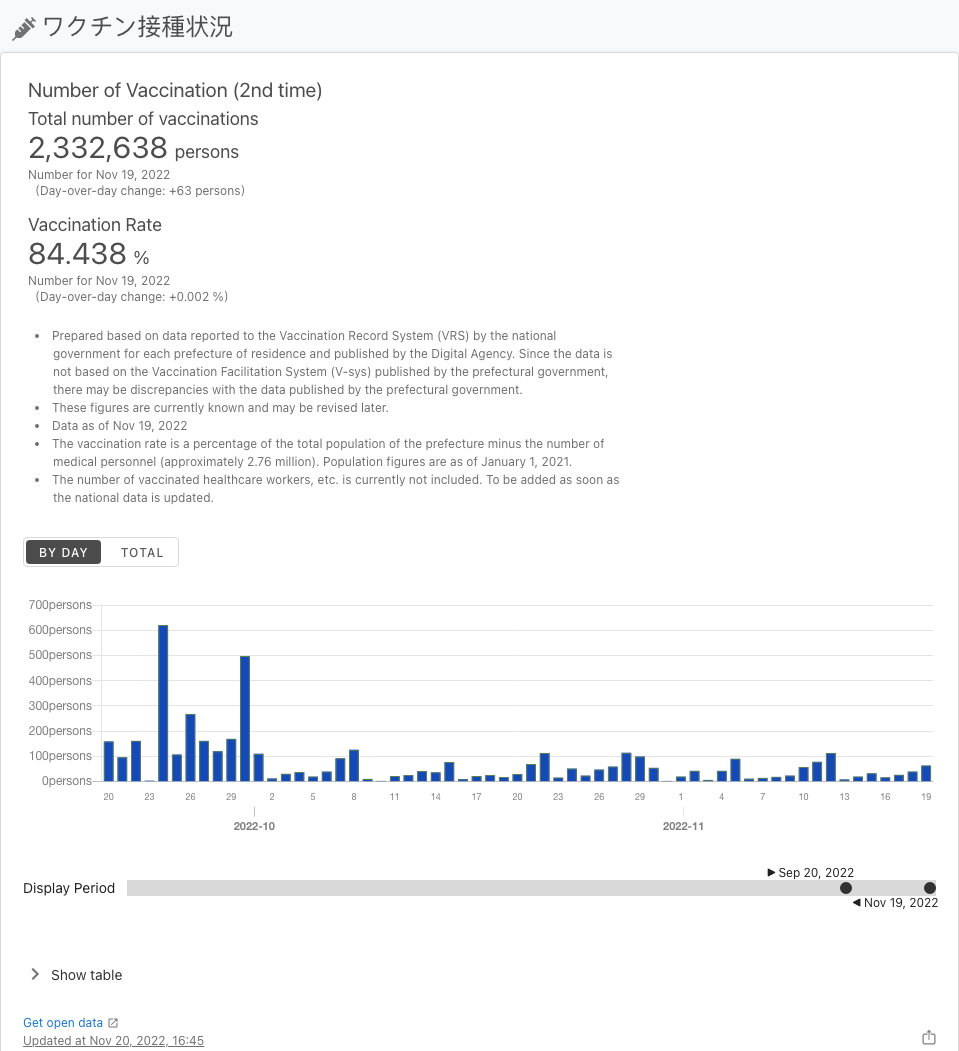 ワクチン接種状況
Number of Vaccination (2nd time)
Total number of vaccinations
2,332,638 persons
Number for Nov 19, 2022
(Day-over-day change: +63 persons)
Vaccination Rate
84.438 %
Number for Nov 19, 2022
(Day-over-day change: +0.002 %)
• Prepared based on data reported to the Vaccination Record System (VRS) by the national
government for each prefecture of residence and published by the Digital Agency. Since the data is
not based on the Vaccination Facilitation System (V-sys) published by the prefectural government,
there may be discrepancies with the data published by the prefectural government.
• These figures are currently known and may be revised later.
• Data as of Nov 19, 2022
• The vaccination rate is a percentage of the total population of the prefecture minus the number of
medical personnel (approximately 2.76 million). Population figures are as of January 1, 2021.
• The number of vaccinated healthcare workers, etc. is currently not included. To be added as soon as
the national data is updated.
BY DAY TOTAL
700persons
600persons
500persons
400persons
300persons
200persons
100persons
0persons
20 23 26 29 2 5 8 11 14 17 20 23 26 29 1 4 7 10 13 16 19
2022-10 2022-11
Sep 20, 2022
Display Period
Nov 19, 2022
Show table
Get open data
Updated at Nov 20, 2022, 16:45